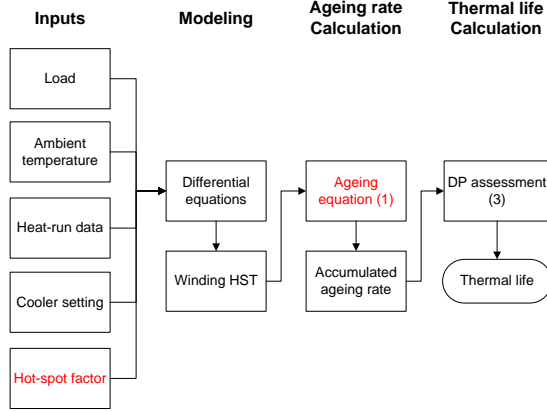 Inputs
Modeling
Ageing rate
Calculation
Thermal life
Calculation
Load
Ambient
temperature
Heat-run data
Cooler setting
Hot-spot factor
Differential
equations
Winding HST
Ageing
equation (1)
Accumulated
ageing rate
DP assessment
(3)
Thermal life